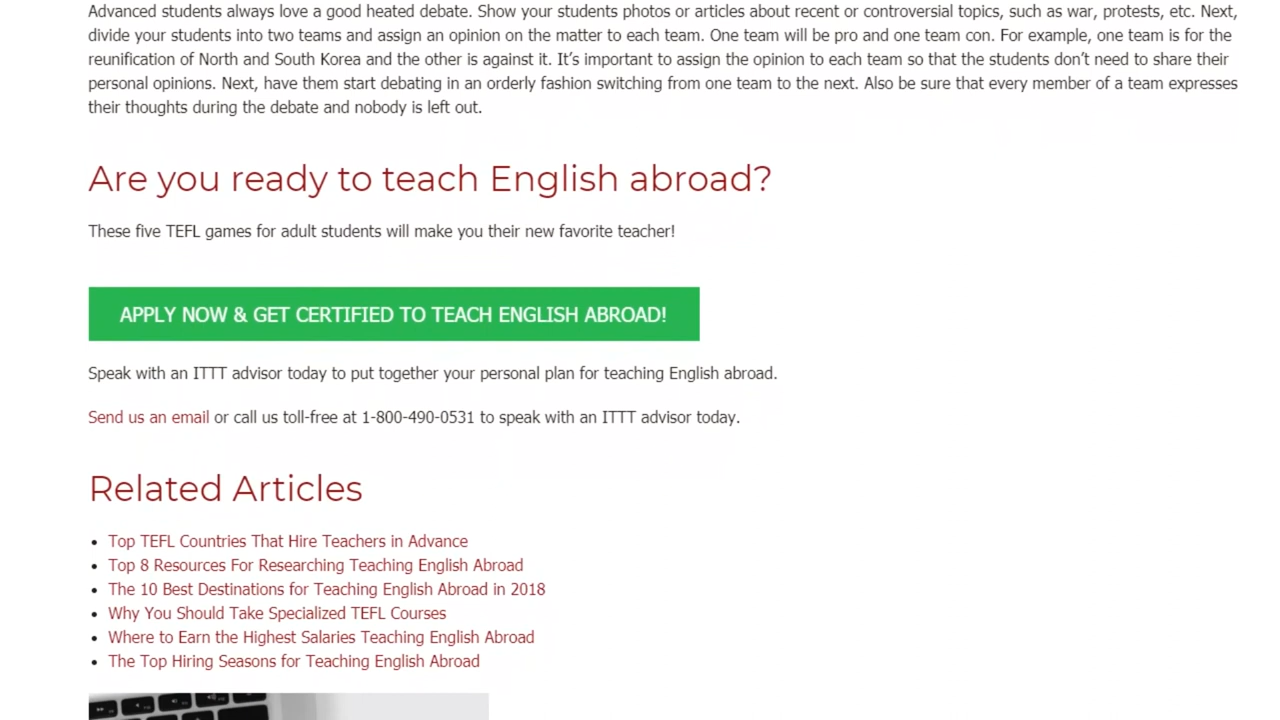 Advanced students always love a good heated debate. Show your students photos or articles about recent or controversial topics, such as war, protests, etc. Next,
divide your students into two teams and assign an opinion on the matter to each team. One team will be pro and one team con. For example, one team is for the
reunification of North and South Korea and the other is against it. It’s important to assign the opinion to each team so that the students don’t need to share their
personal opinions. Next, have them start debating in an orderly fashion switching from one team to the next. Also be sure that every member of a team expresses
their thoughts during the debate and nobody is left out.
Are you ready to teach English abroad?
These five TEFL games for adult students will make you their new favorite teacher!
APPLY NOW & GET CERTIFIED TO TEACH ENGLISH ABROAD!
Speak with an ITTT advisor today to put together your personal plan for teaching English abroad.
Send us an email or call us toll-free at 1-800-490-0531 to speak with an ITTT advisor today.
Related Articles
• Top TEFL Countries That Hire Teachers in Advance
• Top 8 Resources For Researching Teaching English Abroad
• The 10 Best Destinations for Teaching English Abroad in 2018
• Why You Should Take Specialized TEFL Courses
• Where to Earn the Highest Salaries Teaching English Abroad
• The Top Hiring Seasons for Teaching English Abroad